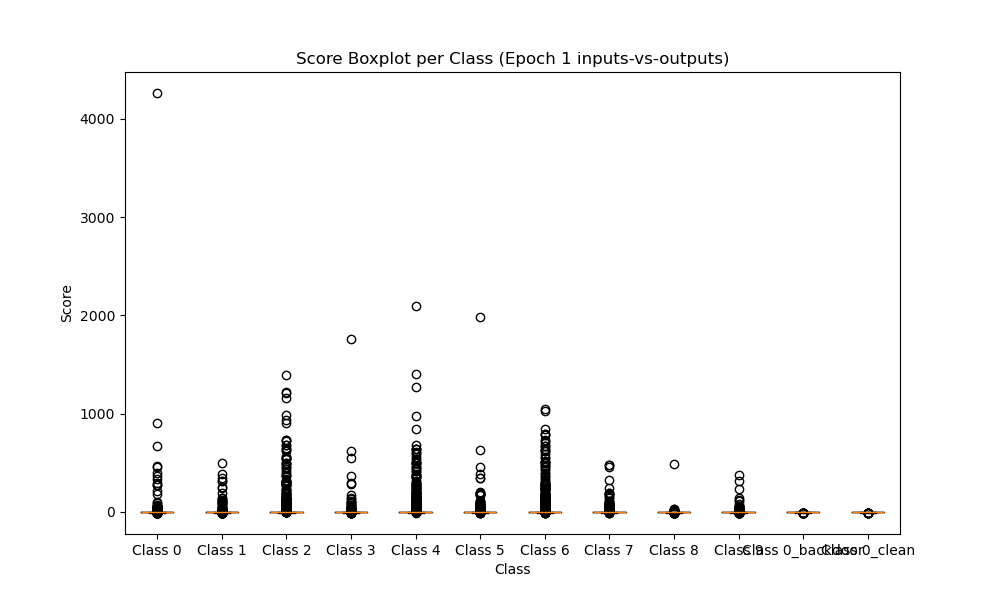 Score Boxplot per Class (Epoch 1 inputs-vs-outputs)
4000
3000
2000
1000
0
Score
Class 0 Class 1 Class 2 Class 3 Class 4 Class 5 Class 6 Class 7 Class 8 Class 9 Class 0_backdoor Class 0_clean
Class